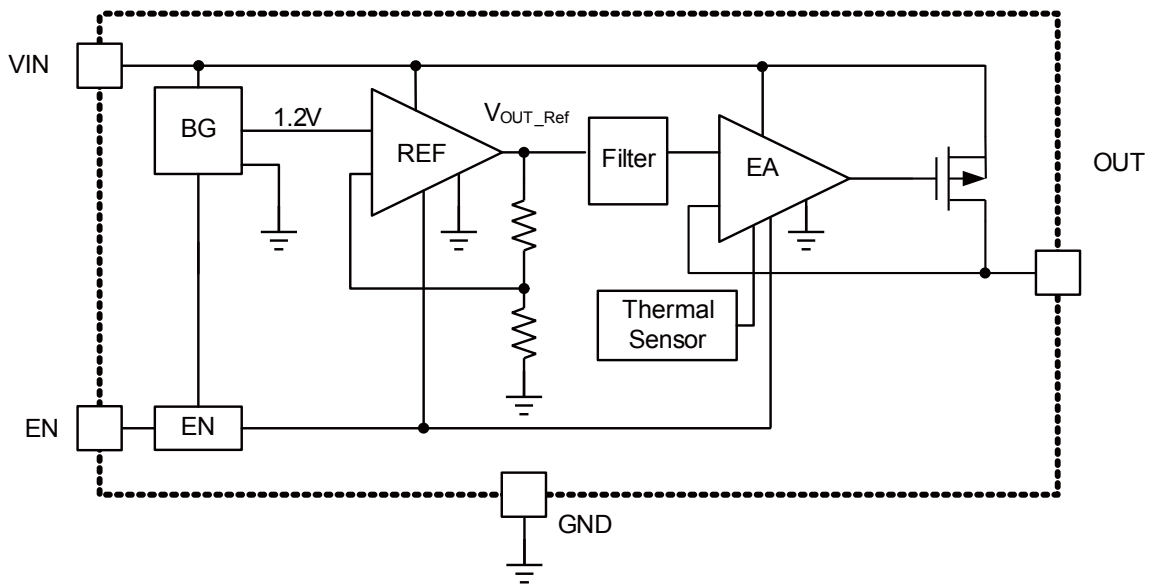 VIN
BG
1.2V
REF
VOUT_Ref
Filter
EA
OUT
Thermal
Sensor
EN
EN
GND